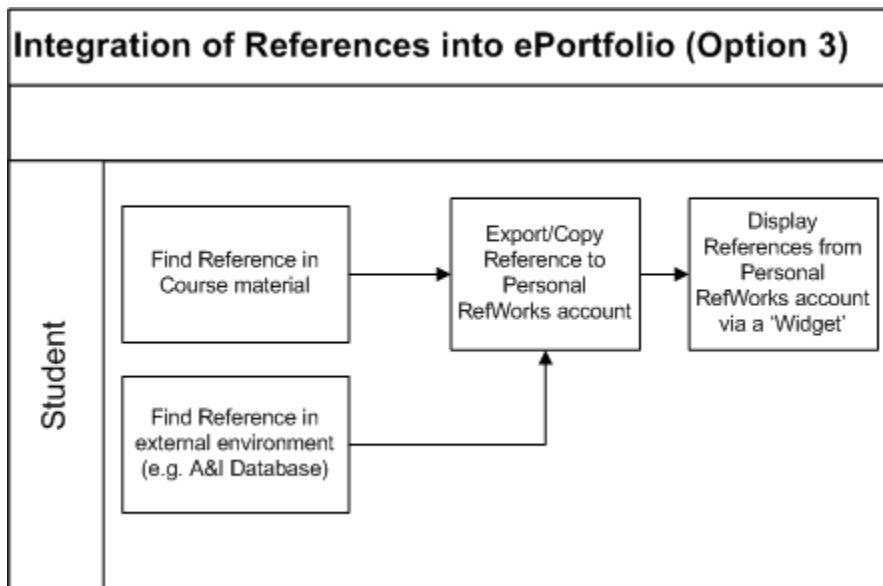 Integration of References into ePortfolio (Option 3)
Student
Find Reference in
Course material
Export/Copy
Reference to
Personal
RefWorks account
Display
References from
Personal
RefWorks account
via a ‘Widget’
Find Reference in
external environment
(e.g. A&I Database)